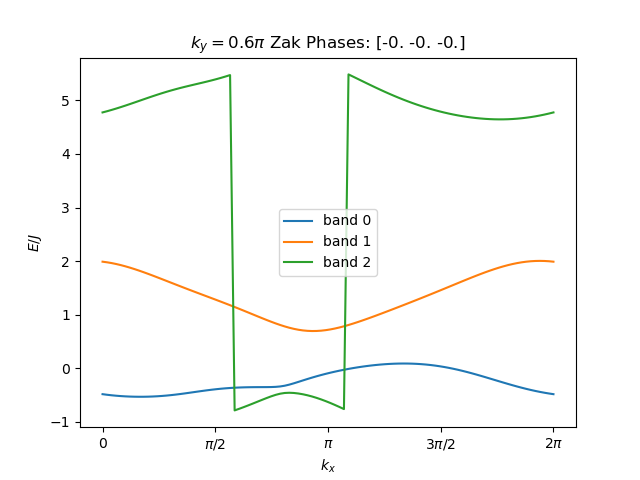 k_y = 0.6π Zak Phases: [-0. -0. -0.]
E/J
5
4
3
2
1
0
−1
band 0
band 1
band 2
0 π/2 π 3π/2 2π
k_x